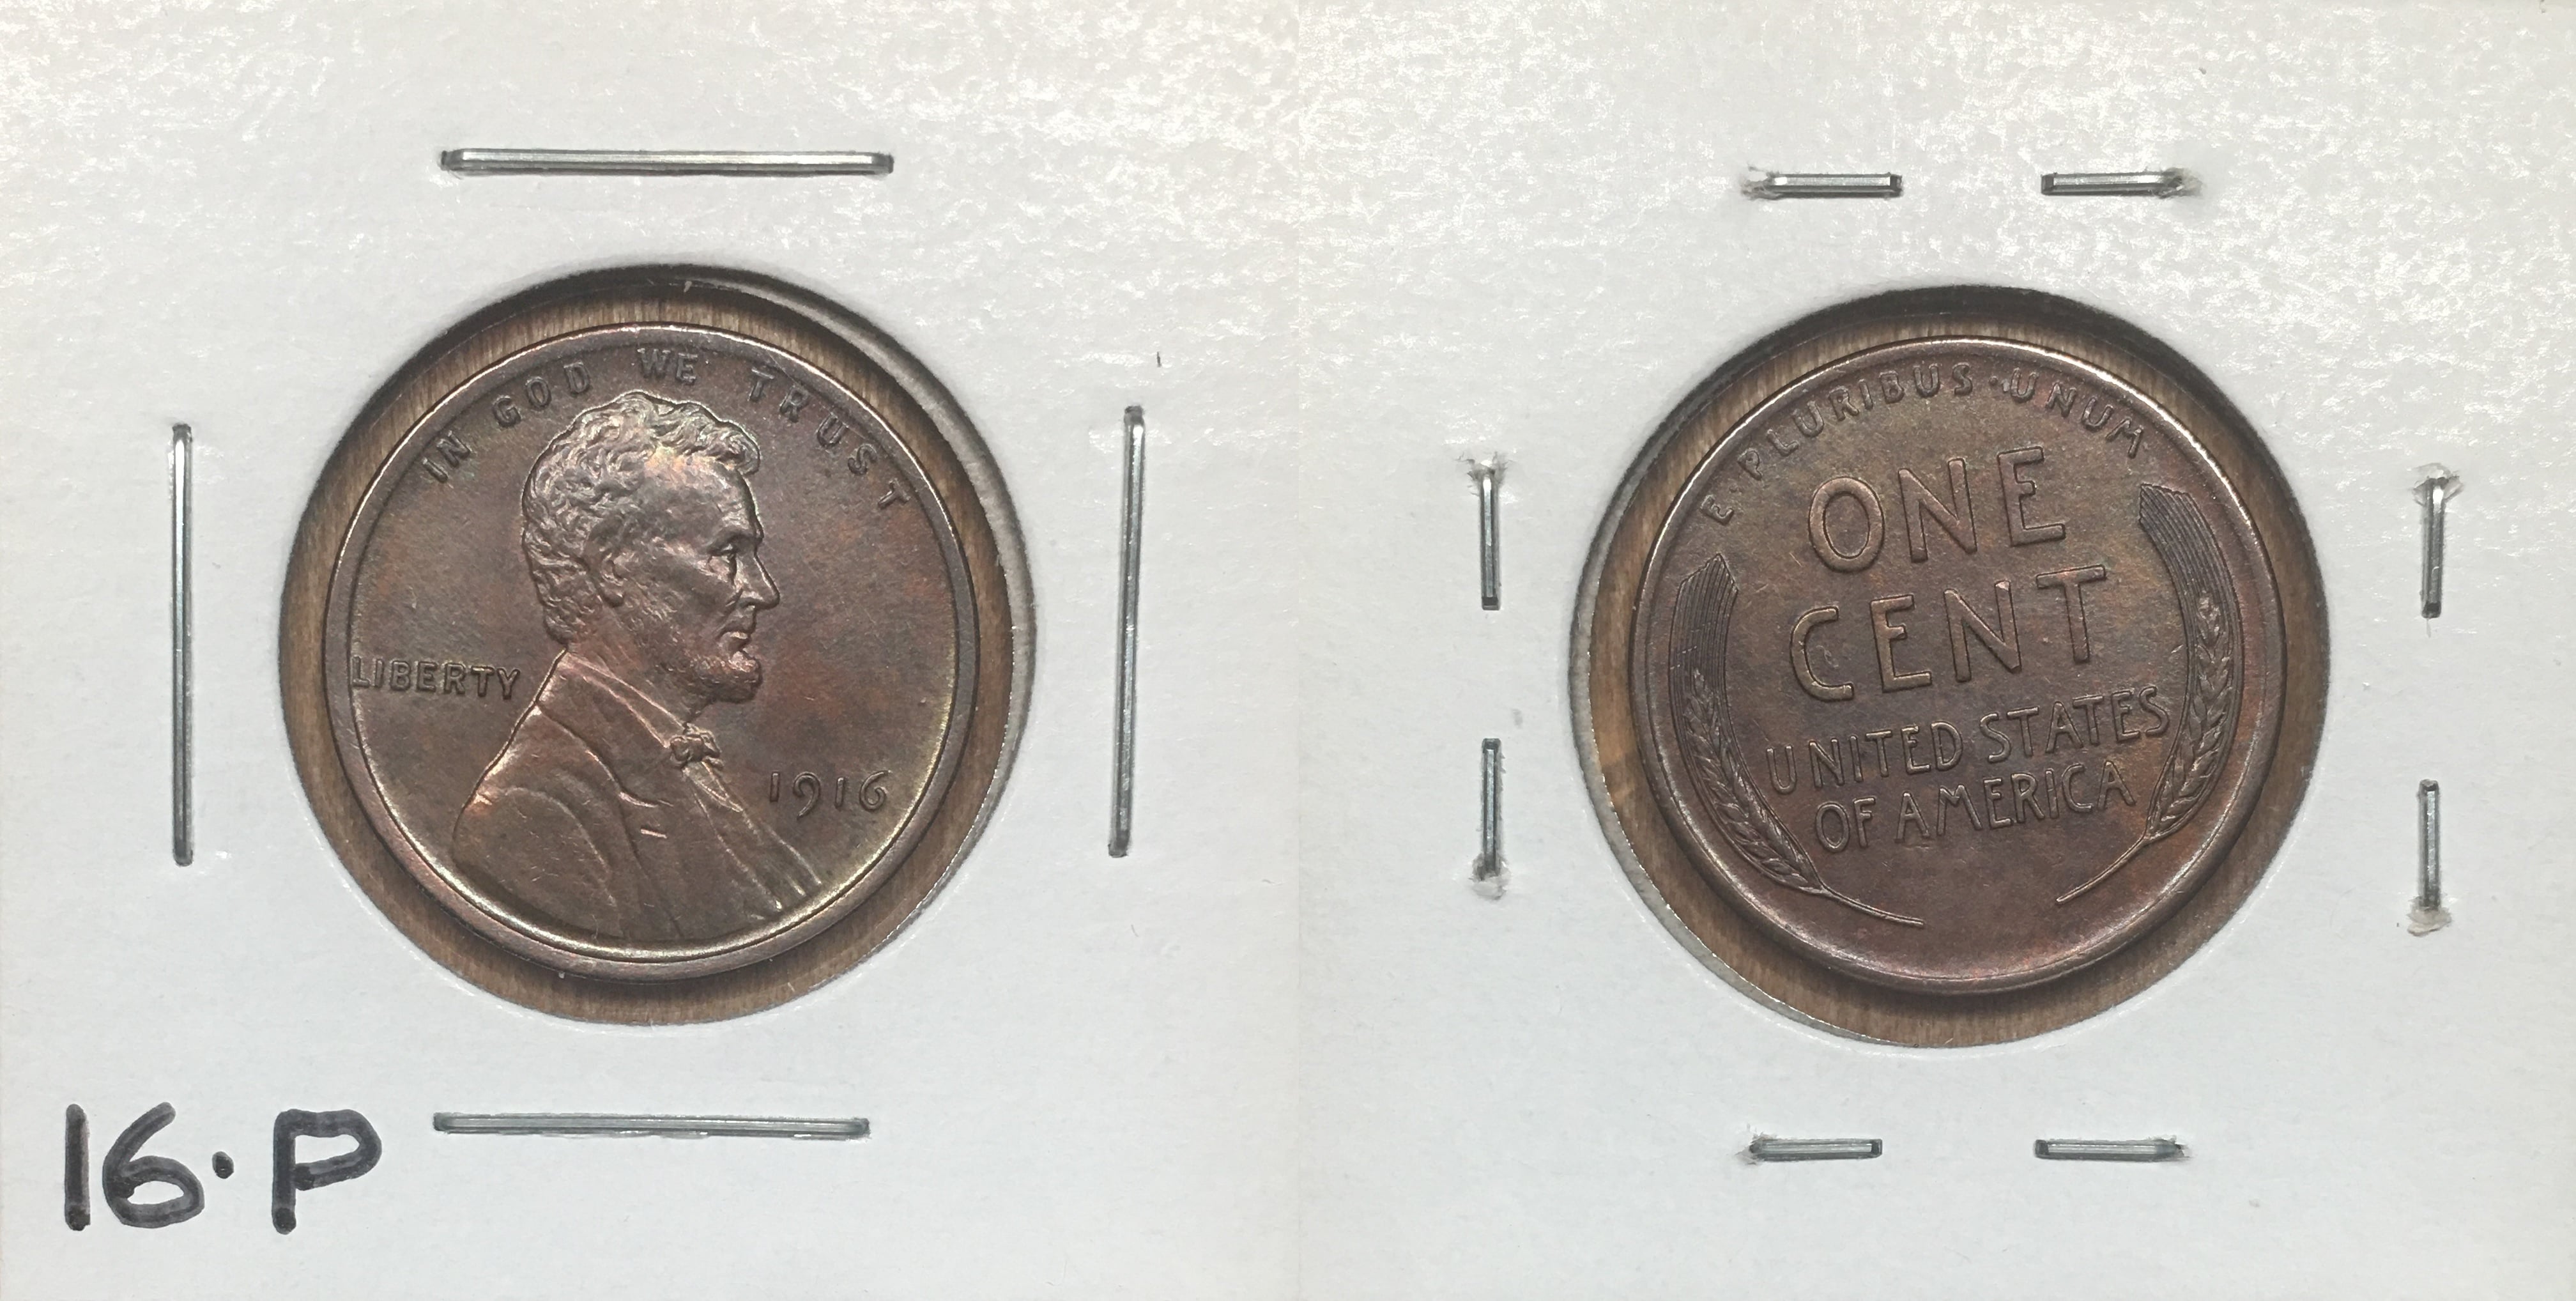 IN GOD WE TRUST
LIBERTY
1916
16·P
E·PLURIBUS·UNUM
ONE
CENT
UNITED STATES
OF AMERICA